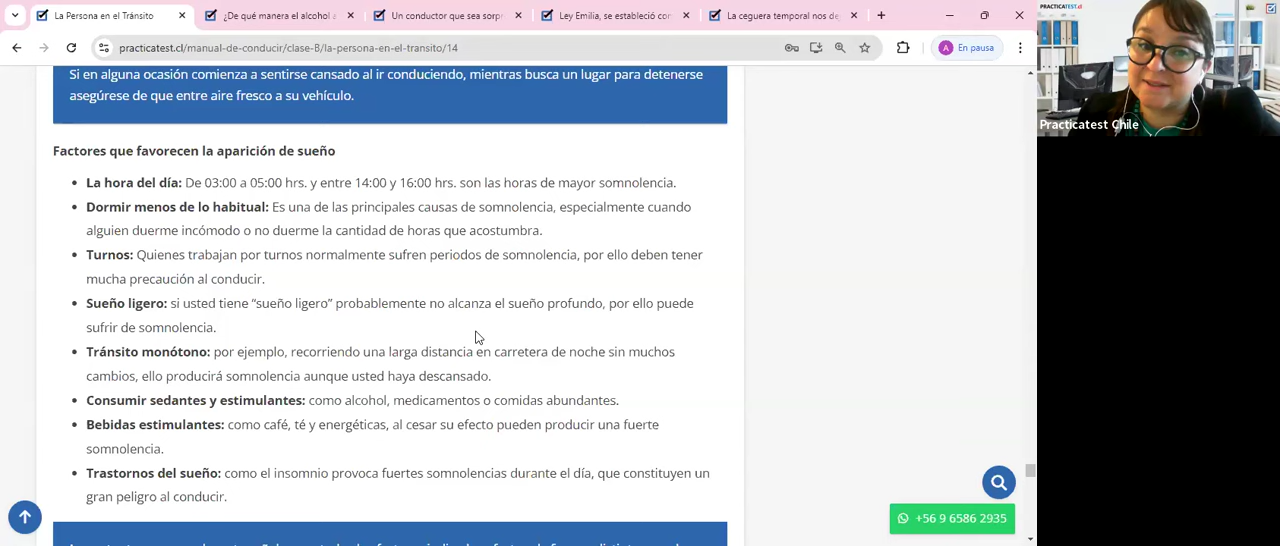 La Persona en el Tránsito
¿De qué manera el alcohol a
Un conductor que sea sorpr
Ley Emilia, se estableció co
La ceguera temporal nos de
practicatest.cl/manual-de-conducir/clase-B/la-persona-en-el-transito/14
A
En pausa
PRACTICATEST.cl
Practicatest Chile
Si en alguna ocasión comienza a sentirse cansado al ir conduciendo, mientras busca un lugar para detenerse
asegúrese de que entre aire fresco a su vehículo.
Factores que favorecen la aparición de sueño
La hora del día: De 03:00 a 05:00 hrs. y entre 14:00 y 16:00 hrs. son las horas de mayor somnolencia.
Dormir menos de lo habitual: Es una de las principales causas de somnolencia, especialmente cuando
alguien duerme incómodo o no duerme la cantidad de horas que acostumbra.
Turnos: Quienes trabajan por turnos normalmente sufren periodos de somnolencia, por ello deben tener
mucha precaución al conducir.
Sueño ligero: si usted tiene “sueño ligero” probablemente no alcanza el sueño profundo, por ello puede
sufrir de somnolencia.
Tránsito monótono: por ejemplo, recorriendo una larga distancia en carretera de noche sin muchos
cambios, ello producirá somnolencia aunque usted haya descansado.
Consumir sedantes y estimulantes: como alcohol, medicamentos o comidas abundantes.
Bebidas estimulantes: como café, té y energéticas, al cesar su efecto pueden producir una fuerte
somnolencia.
Trastornos del sueño: como el insomnio provoca fuertes somnolencias durante el día, que constituyen un
gran peligro al conducir.
+56 9 6586 2935